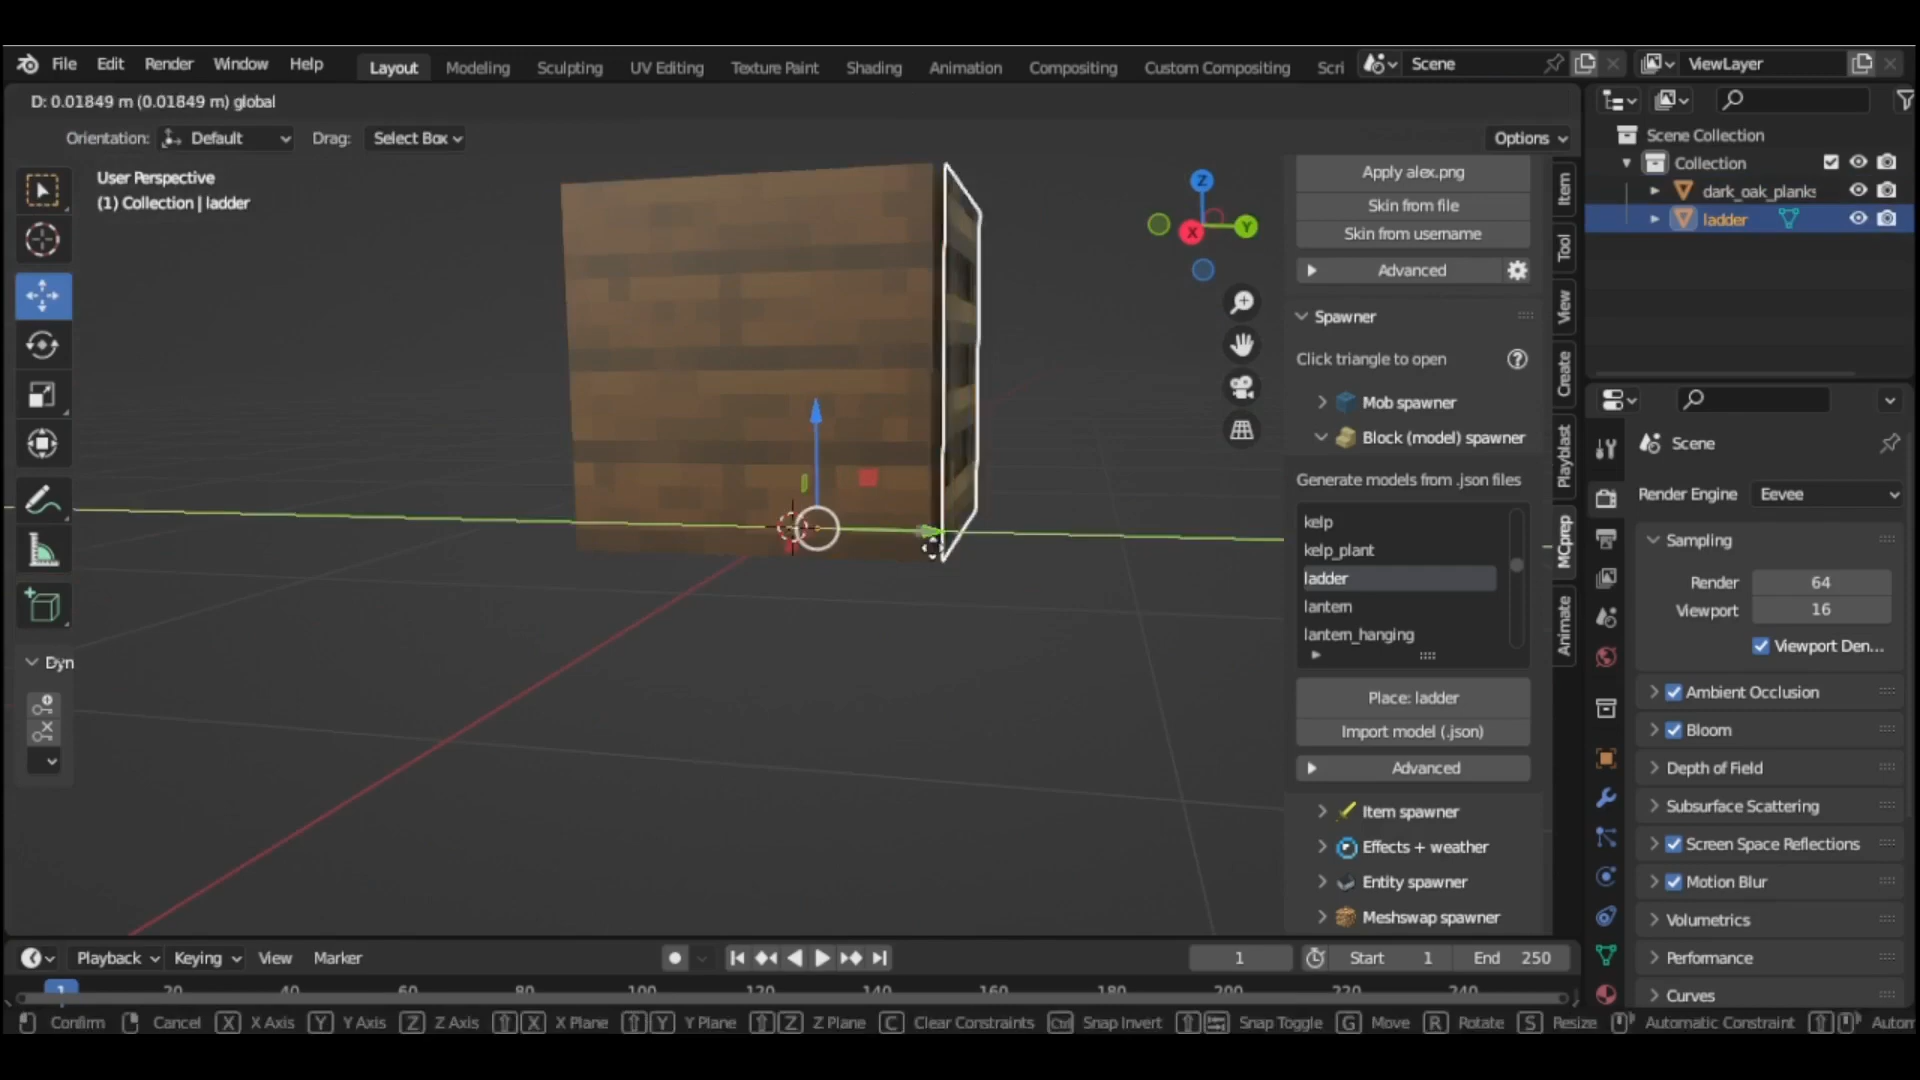 File Edit Render Window Help Layout Modeling Sculpting UV Editing Texture Paint Shading Animation Compositing Custom Compositing Scri Scene ViewLayer
D: 0.01849 m (0.01849 m) global
Orientation: Default Drag: Select Box Options
User Perspective
(1) Collection | ladder
Z
Y
X
Dyn
Apply alex.png
Skin from file
Skin from username
Advanced
Spawner
Click triangle to open
Mob spawner
Block (model) spawner
Generate models from .json files
kelp
kelp_plant
ladder
lantern
lantern_hanging
Place: ladder
Import model (.json)
Advanced
Item spawner
Effects + weather
Entity spawner
Meshswap spawner
Item
Tool
View
Create
Playblast
MCprep
Animate
Scene Collection
Collection
dark_oak_planks
ladder
Scene
Render Engine Eevee
Sampling
Render 64
Viewport 16
Viewport Den...
Ambient Occlusion
Bloom
Depth of Field
Subsurface Scattering
Screen Space Reflections
Motion Blur
Volumetrics
Performance
Curves
Playback Keying View Marker 1 Start 1 End 250
1 20 40 60 80 100 120 140 160 180 200 220 240
Confirm Cancel X X Axis Y Y Axis Z Z Axis X X Plane Y Y Plane Z Z Plane C Clear Constraints Ctrl Snap Invert Snap Toggle G Move R Rotate S Resize Automatic Constraint Autom